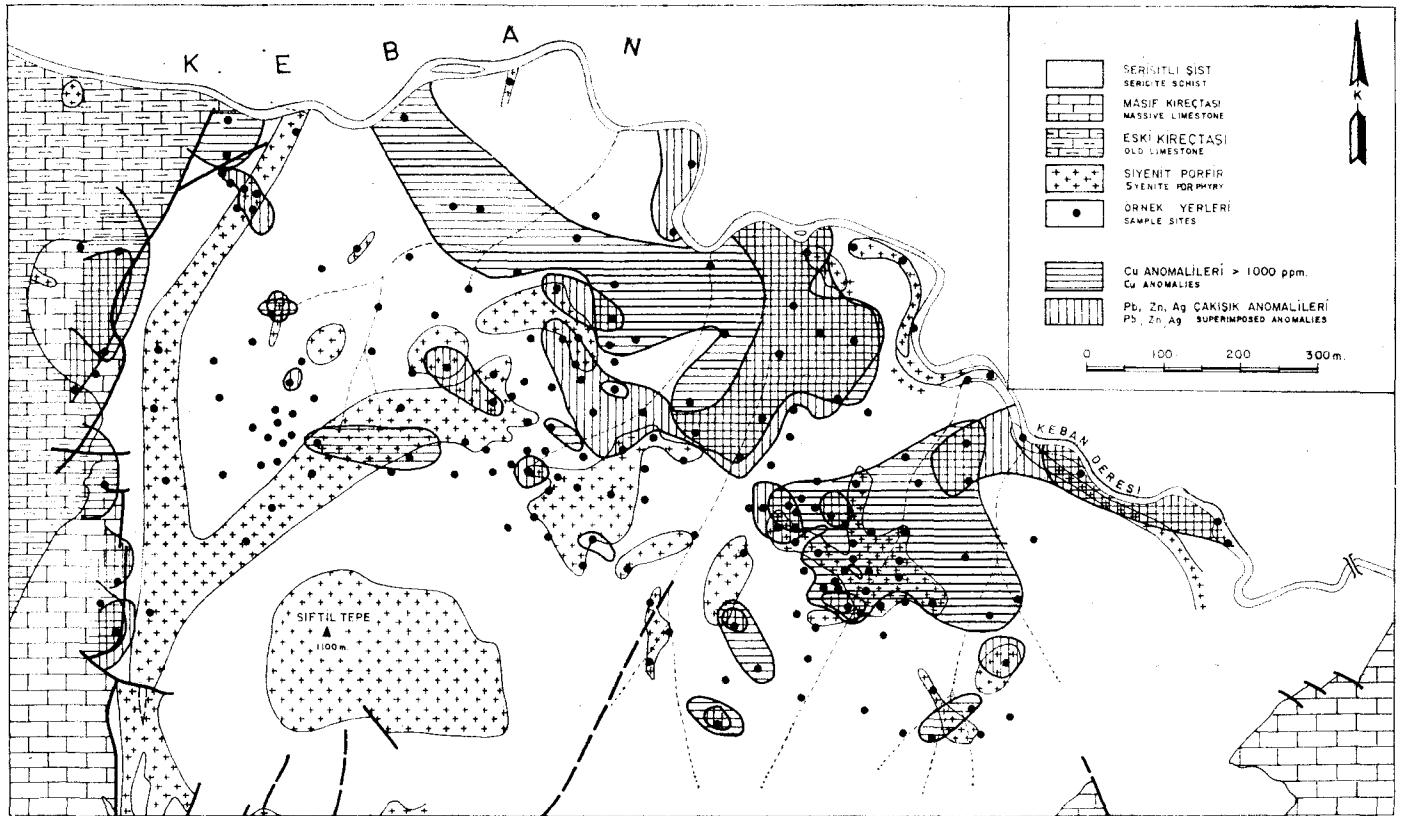 K E B A N
SERİSİTLİ ŞİST
SERICITE SCHIST
MASİF KİREÇTAŞI
MASSIVE LIMESTONE
ESKİ KİREÇTAŞI
OLD LIMESTONE
SİYENİT PORFİR
SYENITE PORPHYRY
ÖRNEK YERLERİ
SAMPLE SITES
Cu ANOMALİLERİ > 1000 ppm.
Cu ANOMALIES
Pb, Zn, Ag ÇAKIŞIK ANOMALİLERİ
Pb, Zn, Ag SUPERIMPOSED ANOMALIES
K
0 100 200 300 m.
KEBAN DERESİ
SIFTIL TEPE
1100 m.